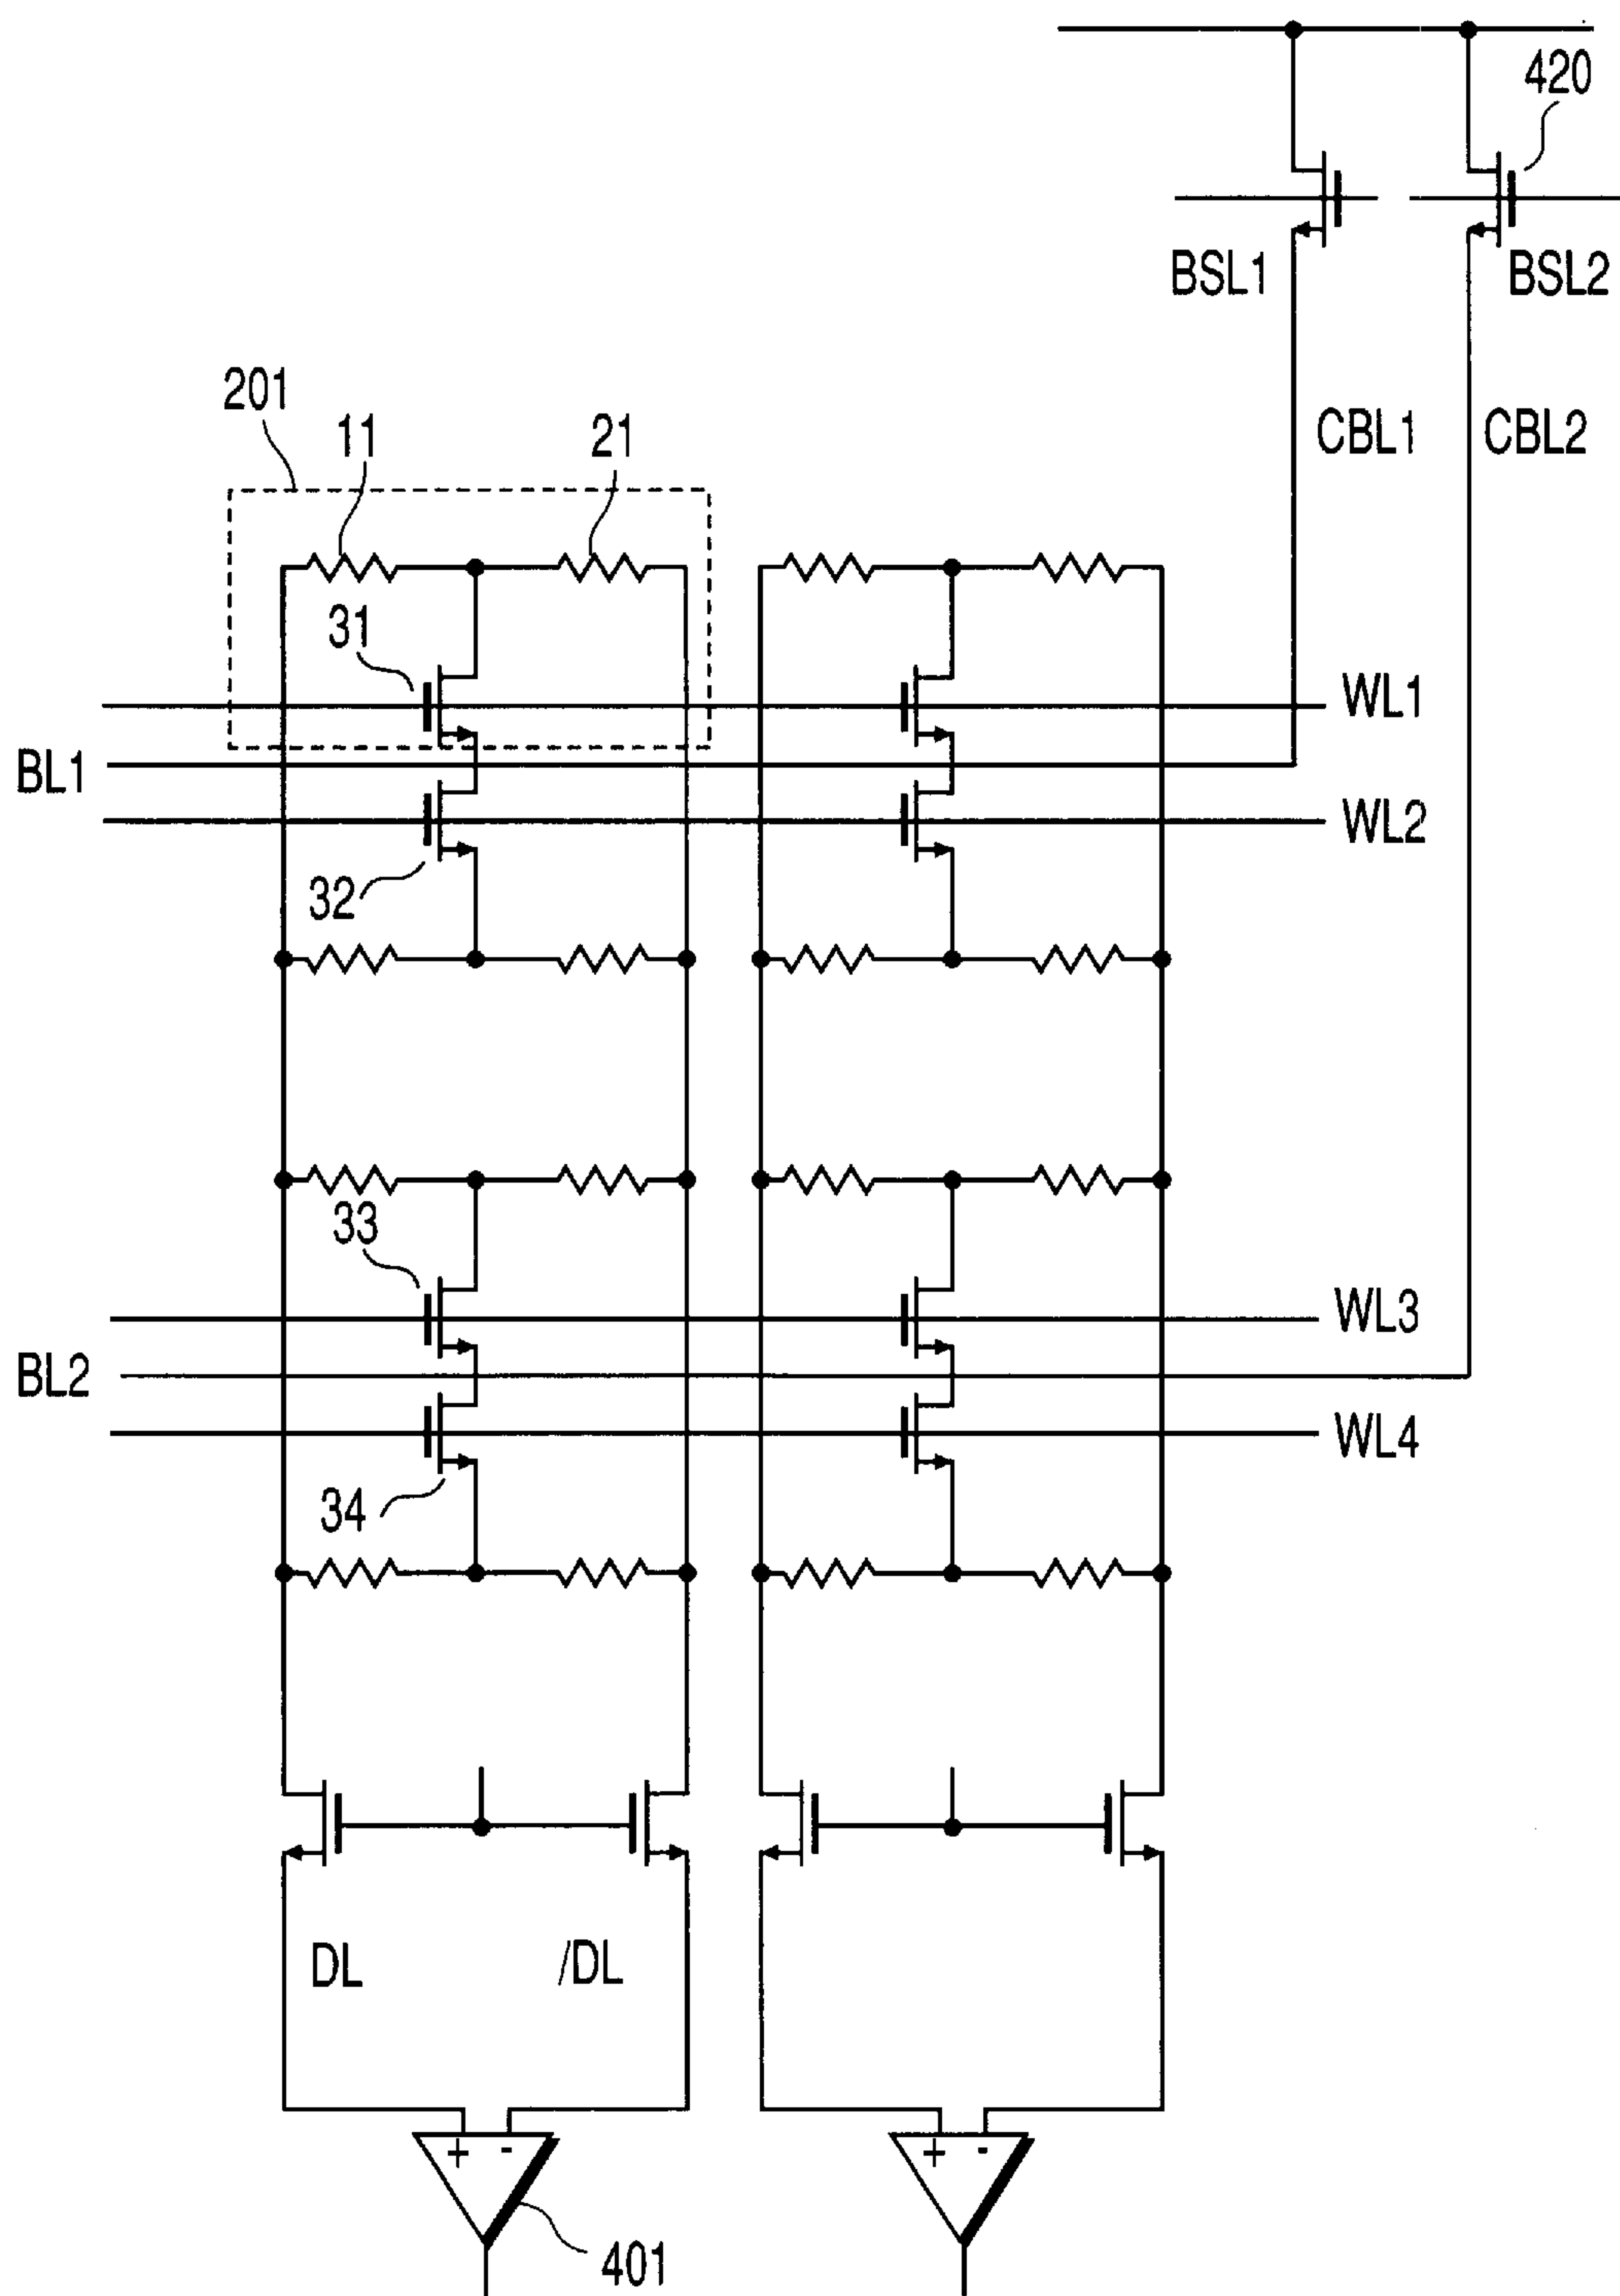 420
BSL1
BSL2
201
11
21
CBL1
CBL2
31
WL1
BL1
WL2
32
33
WL3
BL2
WL4
34
DL
/DL
+ -
+ -
401